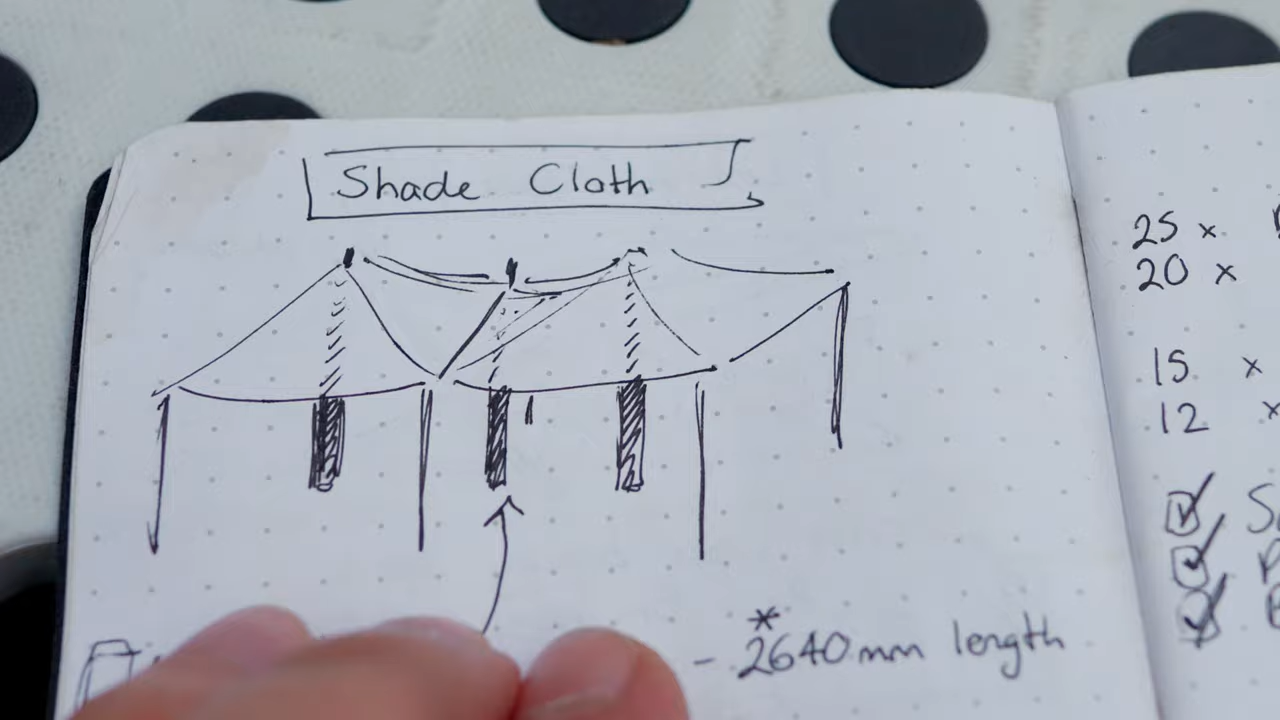 Shade Cloth
* 2640mm length
25 x
20 x
15 x
12 x